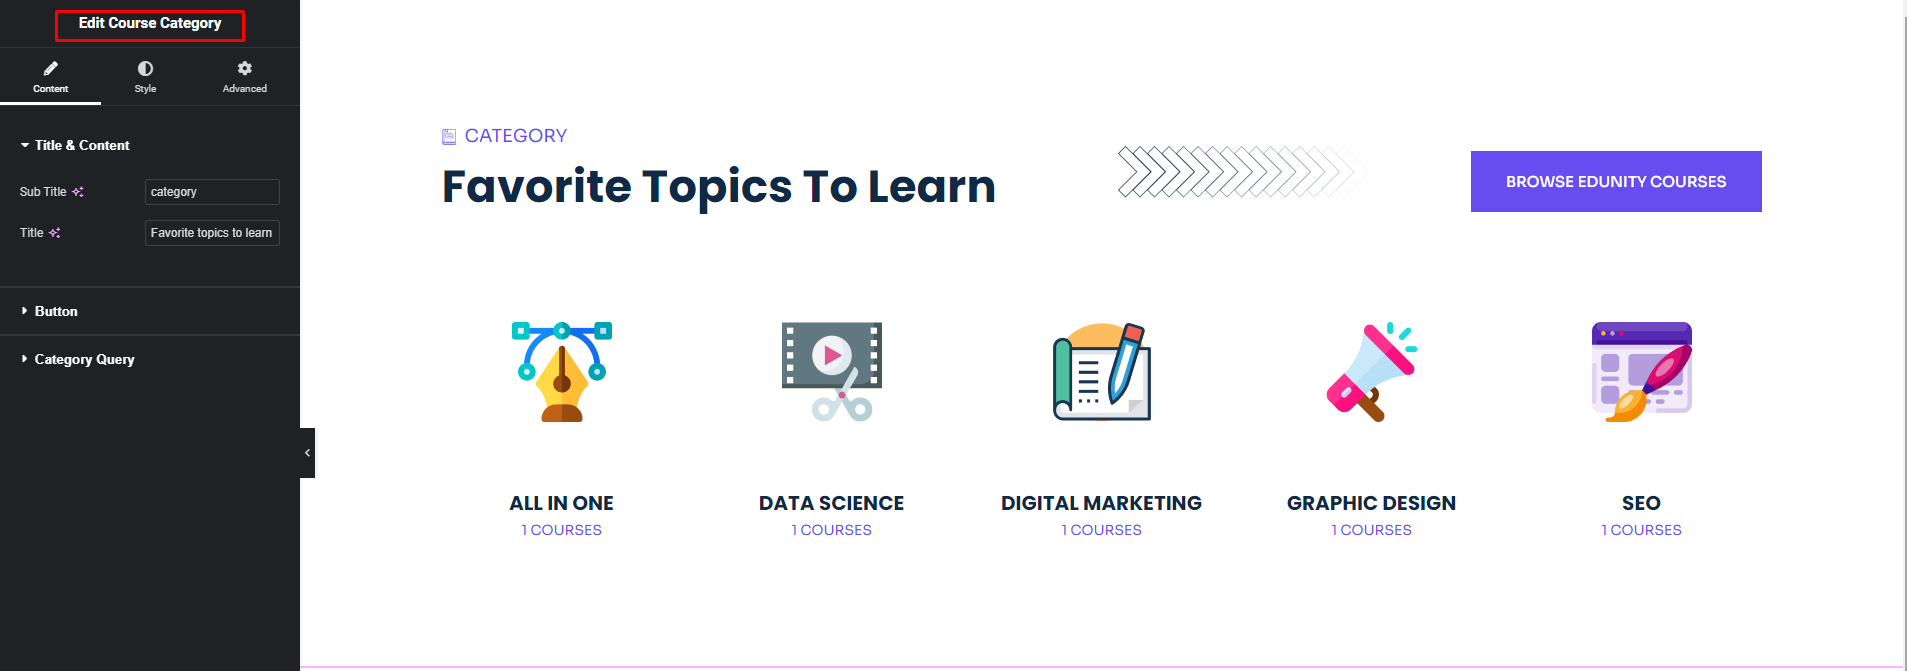 Edit Course Category
Content
Style
Advanced
Title & Content
Sub Title
category
Title
Favorite topics to learn
Button
Category Query
CATEGORY
Favorite Topics To Learn
BROWSE EDUNITY COURSES
ALL IN ONE
1 COURSES
DATA SCIENCE
1 COURSES
DIGITAL MARKETING
1 COURSES
GRAPHIC DESIGN
1 COURSES
SEO
1 COURSES